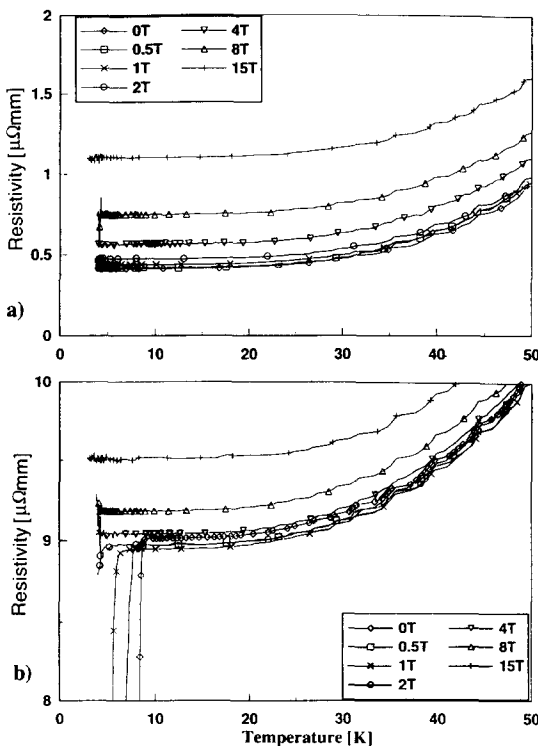 2
0T
0.5T
1T
2T
4T
8T
15T
1.5
1
0.5
0
Resistivity [μΩmm]
a)
0 10 20 30 40 50
10
9
8
Resistivity [μΩmm]
b)
0T
0.5T
1T
2T
4T
8T
15T
0 10 20 30 40 50
Temperature [K]